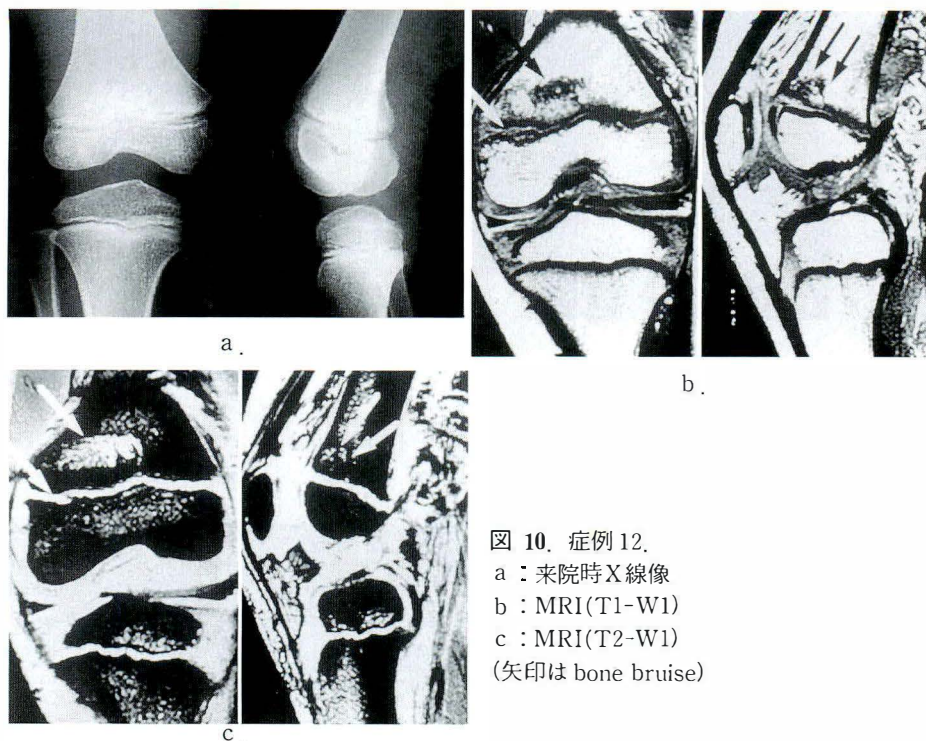 a.
b.
c
図 10. 症例 12.
a：来院時X線像
b：MRI(T1-W1)
c：MRI(T2-W1)
(矢印は bone bruise)